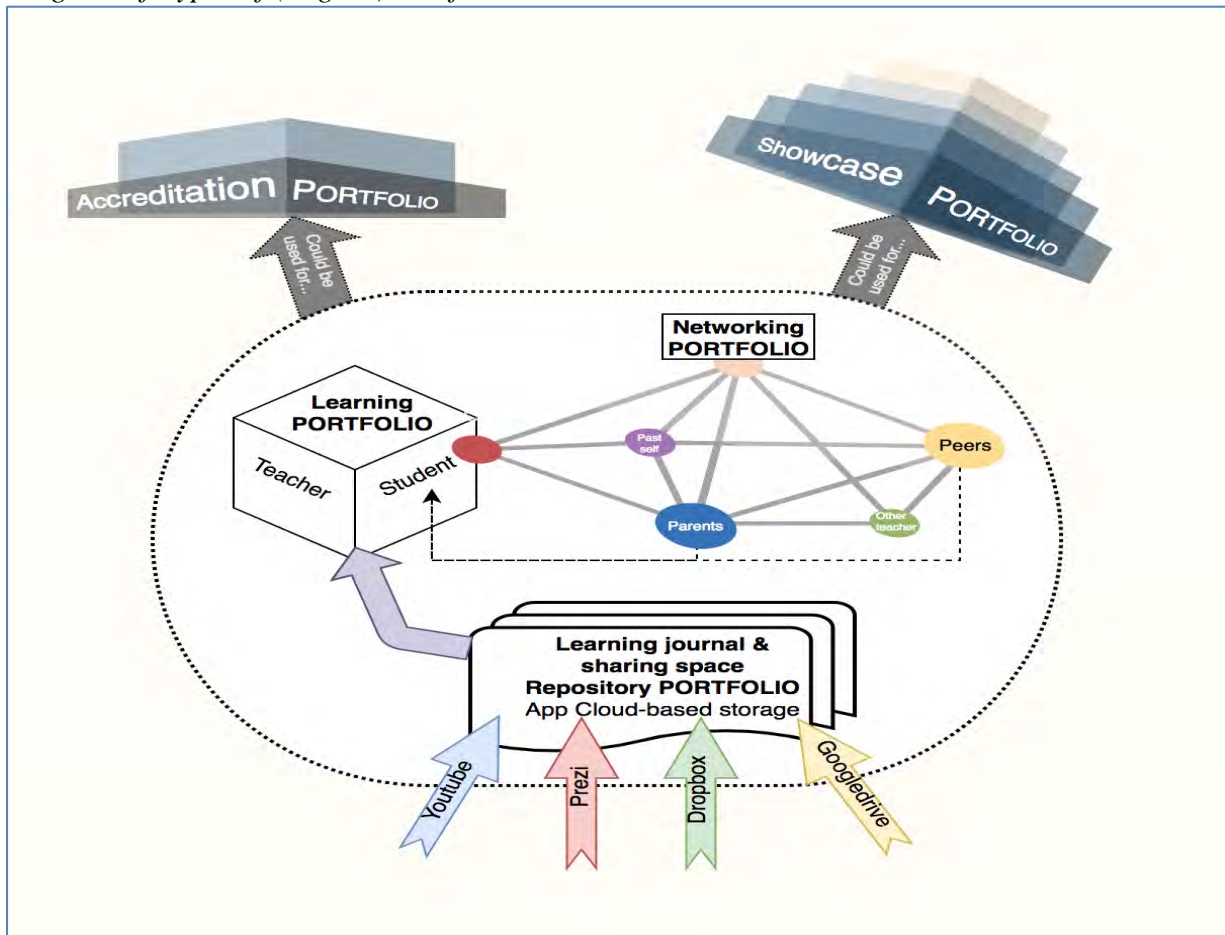 Accreditation PORTFOLIO
Showcase PORTFOLIO
Could be
used for...
Could be
used for...
Networking
PORTFOLIO
Learning
PORTFOLIO
Teacher
Student
Past
self
Peers
Parents
Other
teacher
Learning journal &
sharing space
Repository PORTFOLIO
App Cloud-based storage
Youtube
Prezi
Dropbox
Googledrive